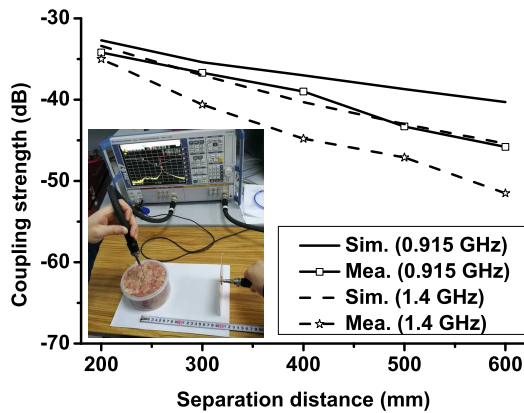 -30
-40
-50
-60
-70
Coupling strength (dB)
Sim. (0.915 GHz)
Mea. (0.915 GHz)
Sim. (1.4 GHz)
Mea. (1.4 GHz)
200 300 400 500 600
Separation distance (mm)